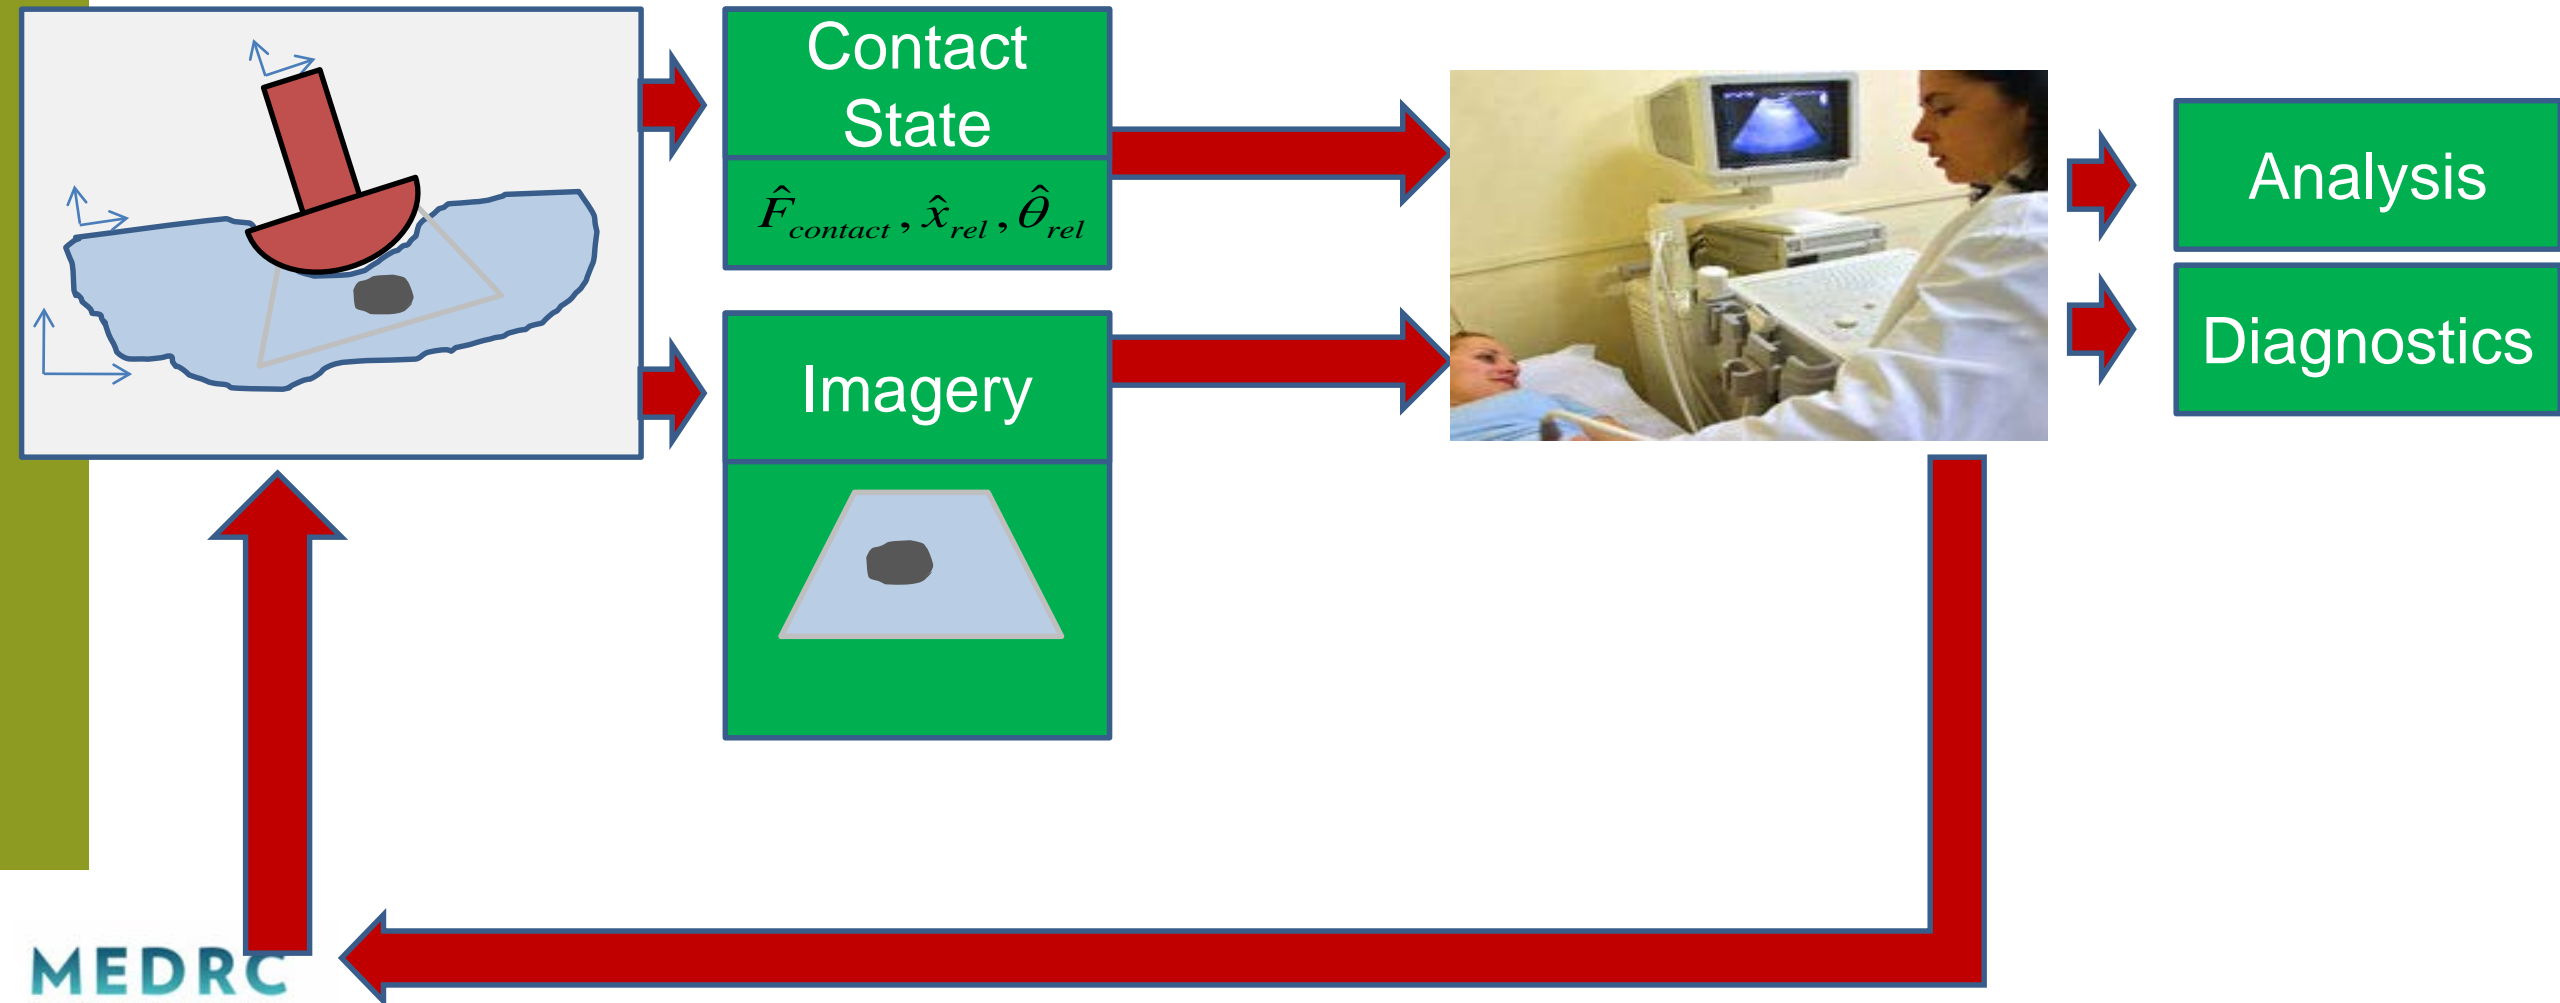 Contact
State
F̂contact , x̂rel , θ̂rel
Imagery
Analysis
Diagnostics
MEDRC